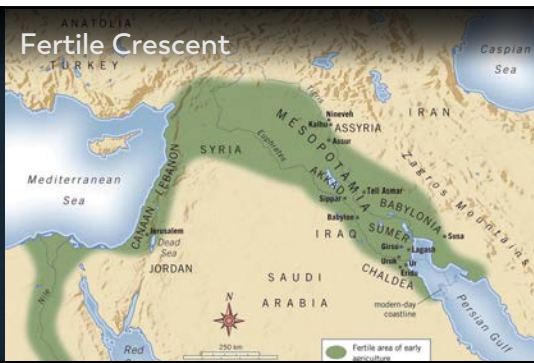 ANATOLIA
Fertile Crescent
TURKEY
Caspian
Sea
Tigris
IRAN
Nineveh
Kalhu
ASSYRIA
Assur
MESOPOTAMIA
SYRIA
Euphrates
Zagros Mountains
Mediterranean
Sea
LEBANON
CANAAN
AKKAD
Tell Asmar
Sippar
BABYLONIA
Babylon
SUMER
Susa
Jerusalem
Dead
Sea
IRAQ
Girsu
Lagash
Uruk
Ur
Eridu
JORDAN
CHALDEA
SAUDI
ARABIA
Nile
N
modern-day
coastline
Persian Gulf
Red
250 km
Fertile area of early
agriculture